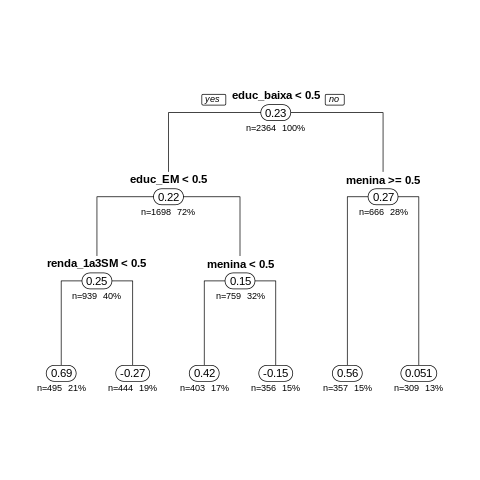 yes educ_baixa < 0.5 no
0.23
n=2364 100%
educ_EM < 0.5 menina >= 0.5
0.22 0.27
n=1698 72% n=666 28%
renda_1a3SM < 0.5 menina < 0.5
0.25 0.15
n=939 40% n=759 32%
0.69 -0.27 0.42 -0.15 0.56 0.051
n=495 21% n=444 19% n=403 17% n=356 15% n=357 15% n=309 13%